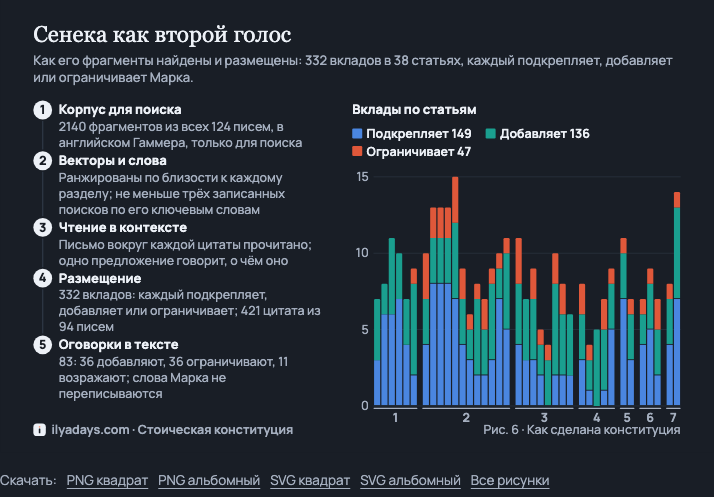 Сенека как второй голос
Как его фрагменты найдены и размещены: 332 вкладов в 38 статьях, каждый подкрепляет, добавляет
или ограничивает Марка.
1 Корпус для поиска
2140 фрагментов из всех 124 писем, в
английском Гаммера, только для поиска
2 Векторы и слова
Ранжированы по близости к каждому
разделу; не меньше трёх записанных
поисков по его ключевым словам
3 Чтение в контексте
Письмо вокруг каждой цитаты прочитано;
одно предложение говорит, о чём оно
4 Размещение
332 вкладов: каждый подкрепляет,
добавляет или ограничивает; 421 цитата из
94 писем
5 Оговорки в тексте
83: 36 добавляют, 36 ограничивают, 11
возражают; слова Марка не
переписываются
Вклады по статьям
Подкрепляет 149 Добавляет 136
Ограничивает 47
15
10
5
0
1 2 3 4 5 6 7
ilyadays.com · Стоическая конституция
Рис. 6 · Как сделана конституция
Скачать: PNG квадрат PNG альбомный SVG квадрат SVG альбомный Все рисунки